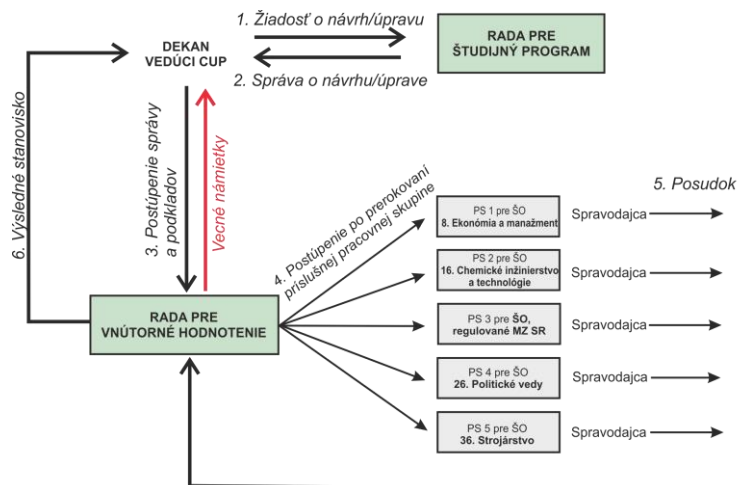 1. Žiadosť o návrh/úpravu
DEKAN
VEDÚCI CUP
RADA PRE
ŠTUDIJNÝ PROGRAM
2. Správa o návrhu/úprave
6. Výsledné stanovisko
3. Postúpenie správy
a podkladov
Vecné námietky
4. Postúpenie po prerokovaní
príslušnej pracovnej skupine
5. Posudok
PS 1 pre ŠO
8. Ekonómia a manažment
Spravodajca
PS 2 pre ŠO
16. Chemické inžinierstvo
a technológie
Spravodajca
RADA PRE
VNÚTORNÉ HODNOTENIE
PS 3 pre ŠO,
regulované MZ SR
Spravodajca
PS 4 pre ŠO
26. Politické vedy
Spravodajca
PS 5 pre ŠO
36. Strojárstvo
Spravodajca